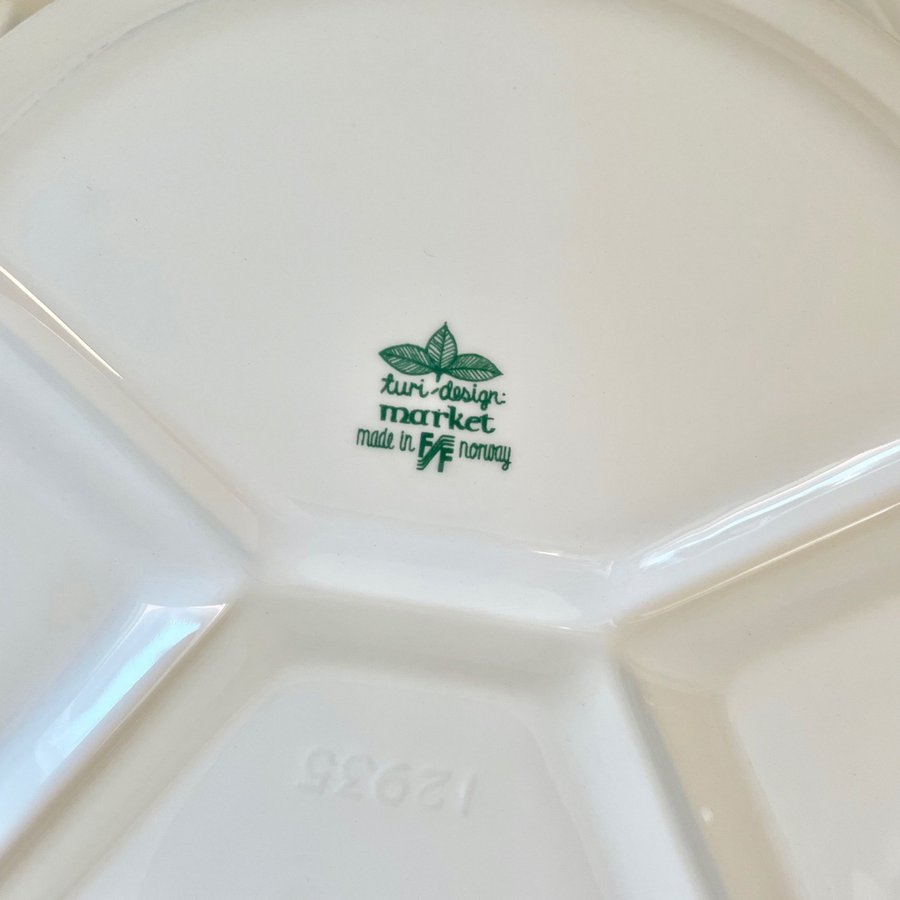 turi-design:
market
made in F/F norway
12935